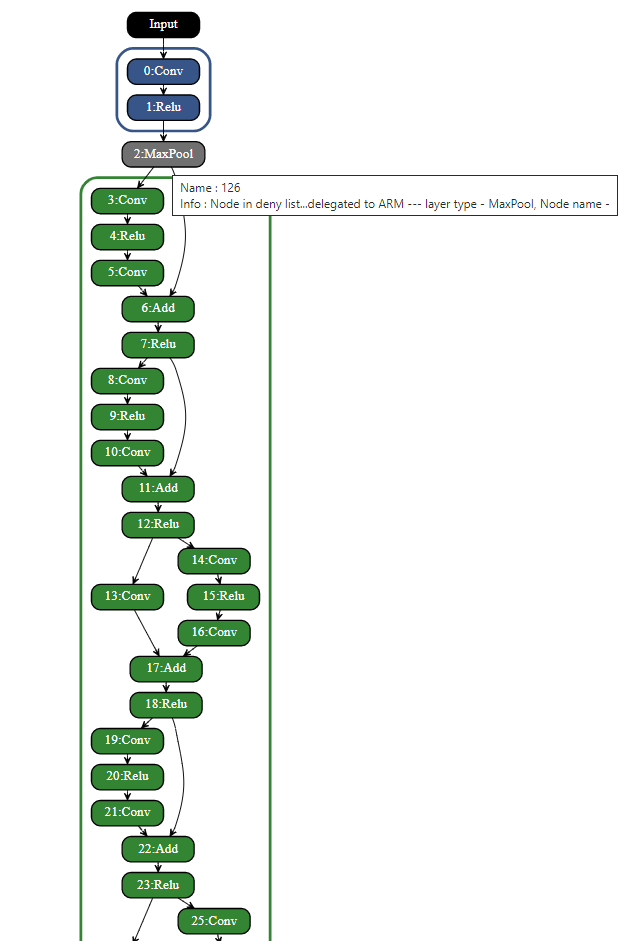 Input
0:Conv
1:Relu
2:MaxPool
Name : 126
Info : Node in deny list...delegated to ARM --- layer type - MaxPool, Node name -
3:Conv
4:Relu
5:Conv
6:Add
7:Relu
8:Conv
9:Relu
10:Conv
11:Add
12:Relu
14:Conv
13:Conv
15:Relu
16:Conv
17:Add
18:Relu
19:Conv
20:Relu
21:Conv
22:Add
23:Relu
25:Conv